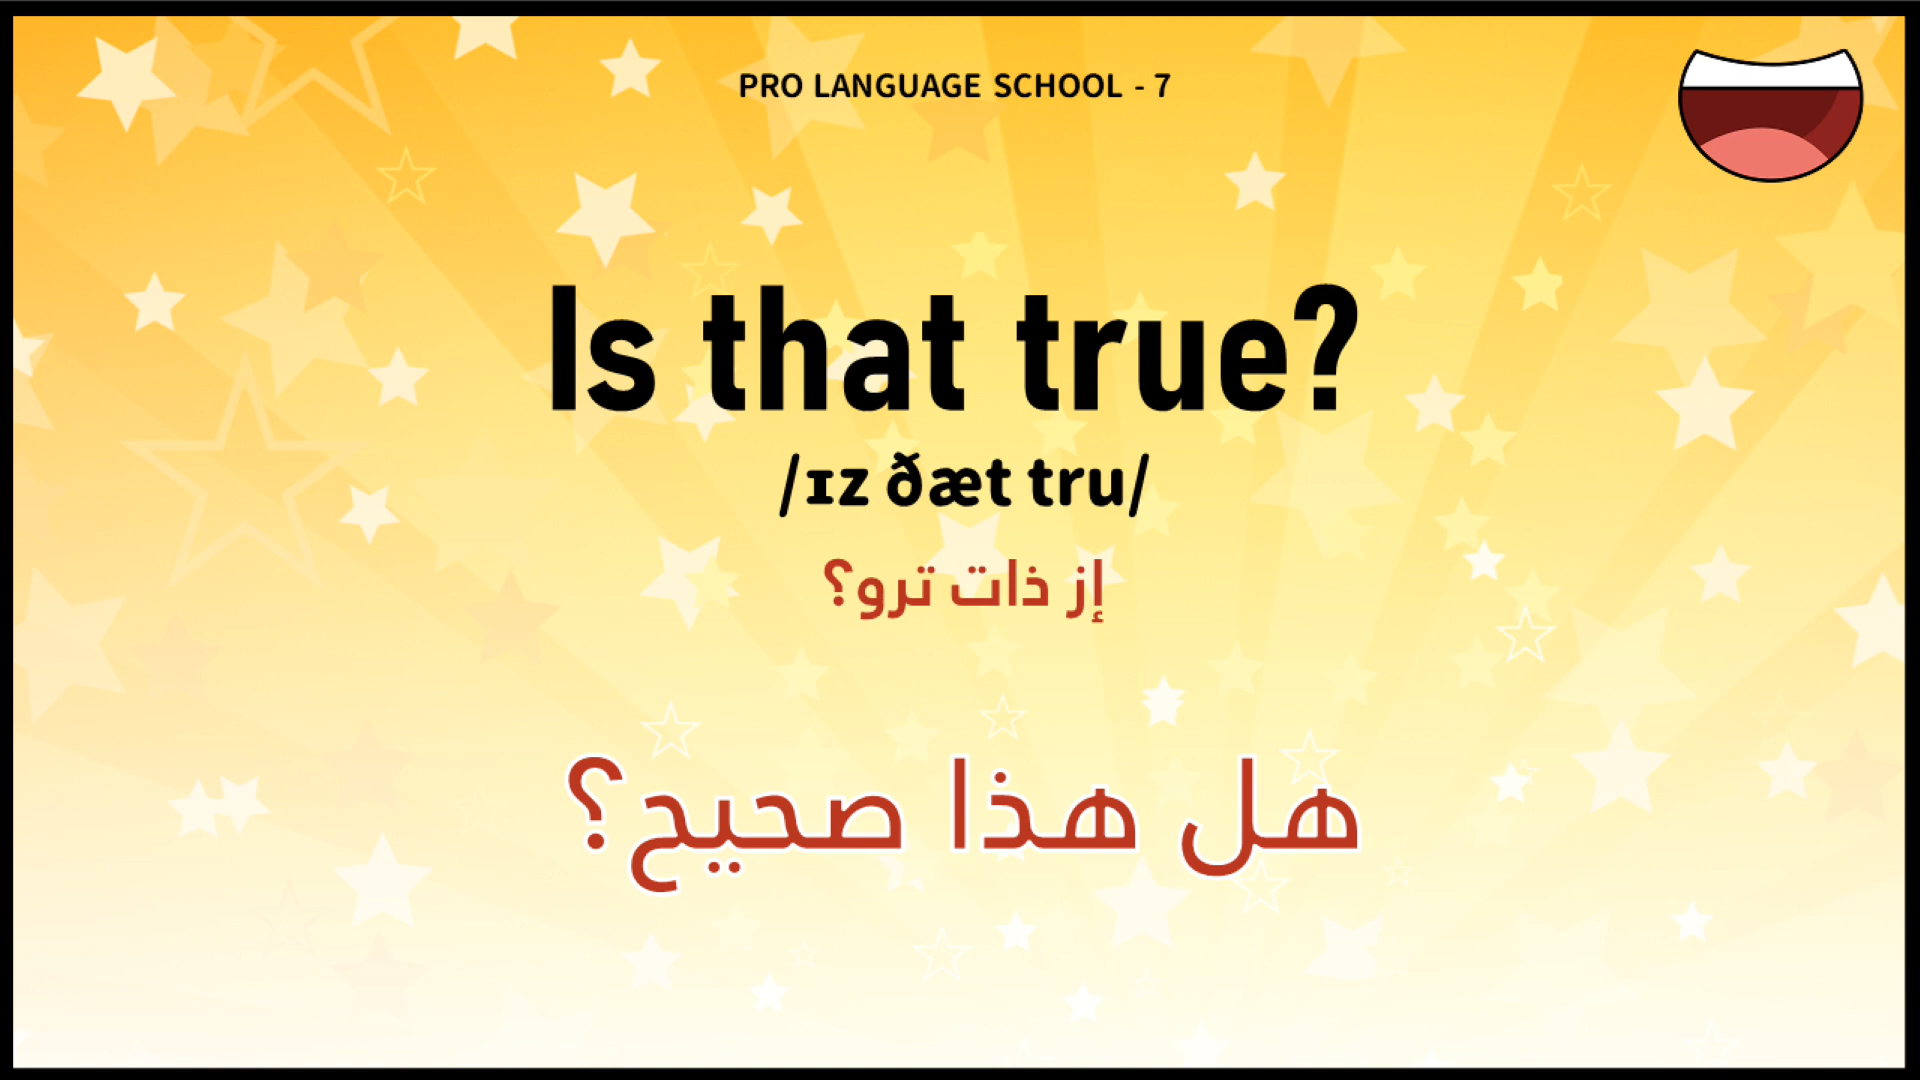 PRO LANGUAGE SCHOOL - 7
Is that true?
/ɪz ðæt tru/
إز ذات ترو؟
هل هذا صحيح؟